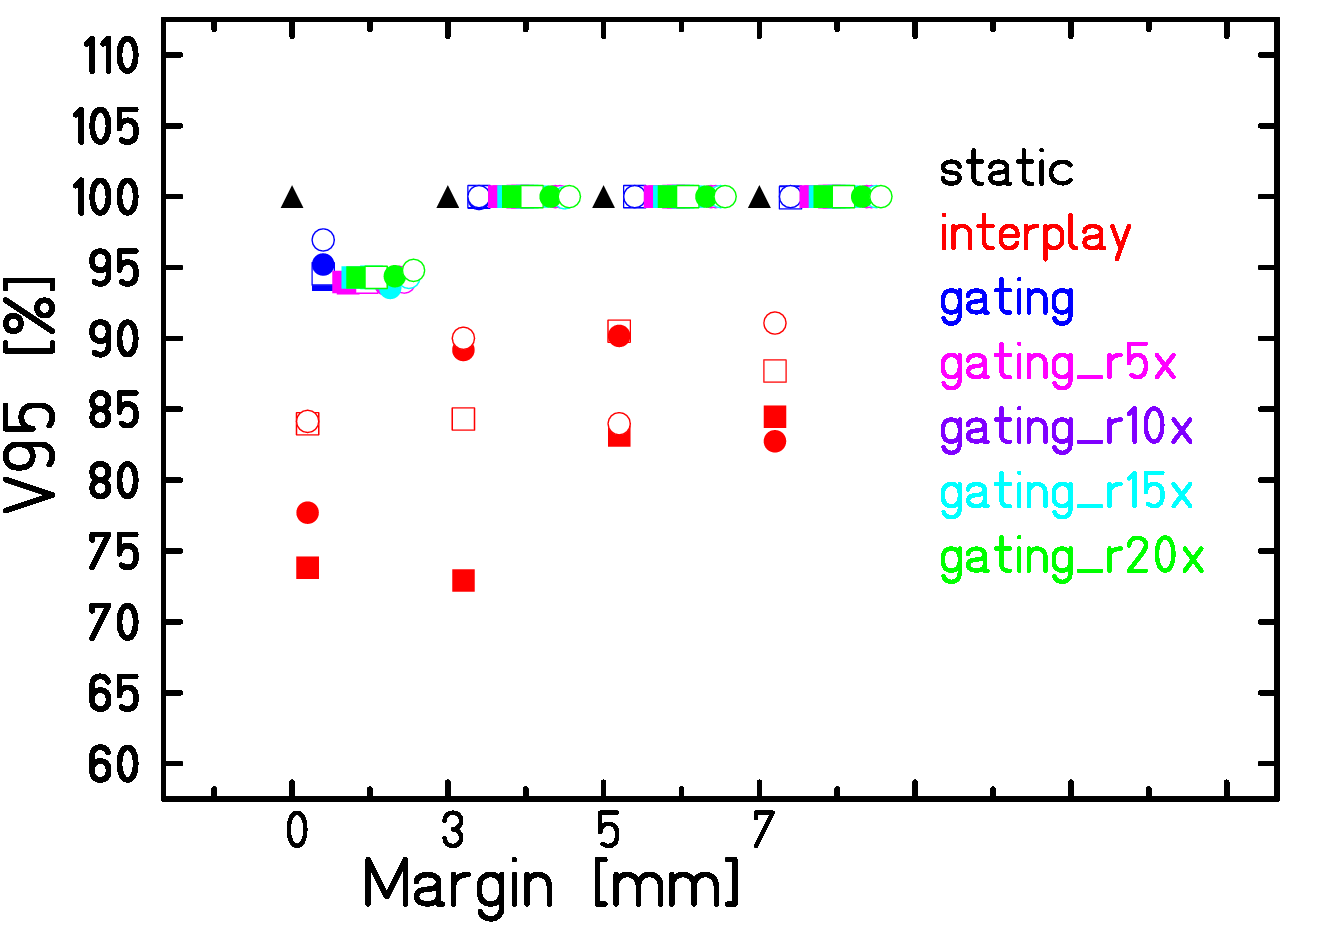 110
105
100
95
90
85
80
75
70
65
60
V95 [%]
0 3 5 7
Margin [mm]
static
interplay
gating
gating_r5x
gating_r10x
gating_r15x
gating_r20x